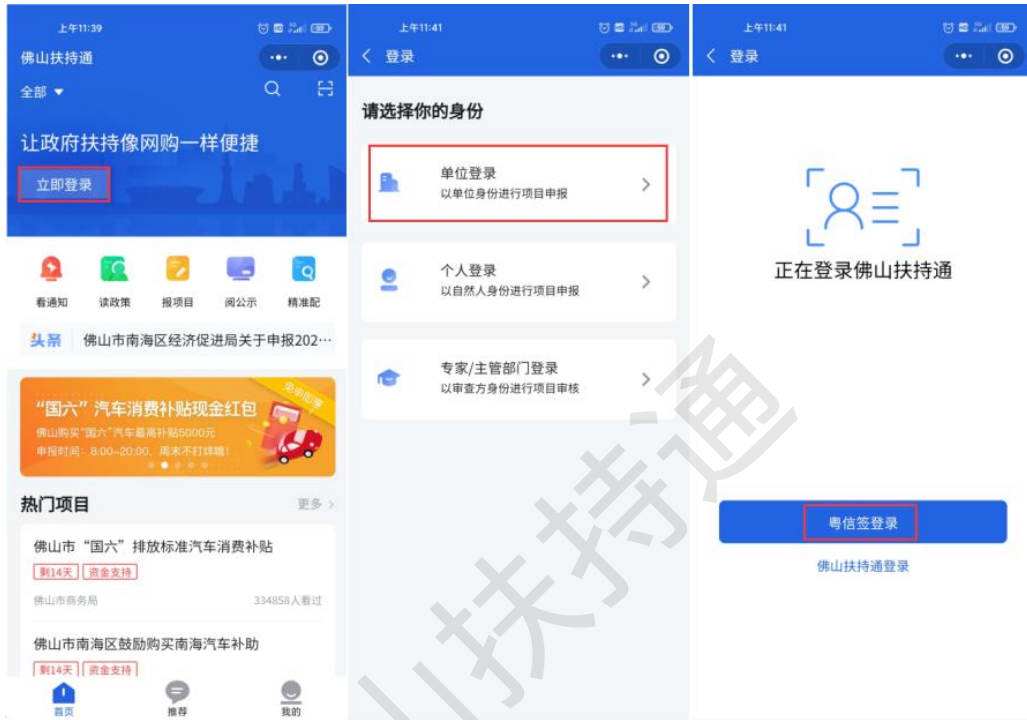 上午11:39
佛山扶持通
全部
让政府扶持像网购一样便捷
立即登录
看通知
读政策
报项目
阅公示
精准配
头条
佛山市南海区经济促进局关于申报202…
免申即享
“国六”汽车消费补贴现金红包
佛山购买“国六”汽车最高补贴5000元
申报时间：8:00-20:00，周末不打烊哦！
热门项目
更多
佛山市“国六”排放标准汽车消费补贴
剩14天
资金支持
佛山市商务局
334858人看过
佛山市南海区鼓励购买南海汽车补助
剩14天
资金支持
首页
推荐
我的
上午11:41
登录
请选择你的身份
单位登录
以单位身份进行项目申报
个人登录
以自然人身份进行项目申报
专家/主管部门登录
以审查方身份进行项目审核
上午11:41
登录
正在登录佛山扶持通
粤信签登录
佛山扶持通登录
山扶持通